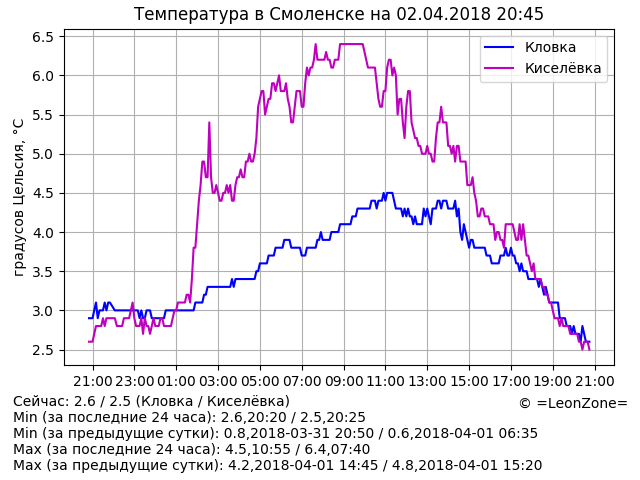 Температура в Смоленске на 02.04.2018 20:45
6.5
6.0
5.5
5.0
4.5
4.0
3.5
3.0
2.5
градусов Цельсия, °C
Кловка
Киселёвка
21:00 23:00 01:00 03:00 05:00 07:00 09:00 11:00 13:00 15:00 17:00 19:00 21:00
Сейчас: 2.6 / 2.5 (Кловка / Киселёвка)
© =LeonZone=
Min (за последние 24 часа): 2.6,20:20 / 2.5,20:25
Min (за предыдущие сутки): 0.8,2018-03-31 20:50 / 0.6,2018-04-01 06:35
Max (за последние 24 часа): 4.5,10:55 / 6.4,07:40
Max (за предыдущие сутки): 4.2,2018-04-01 14:45 / 4.8,2018-04-01 15:20